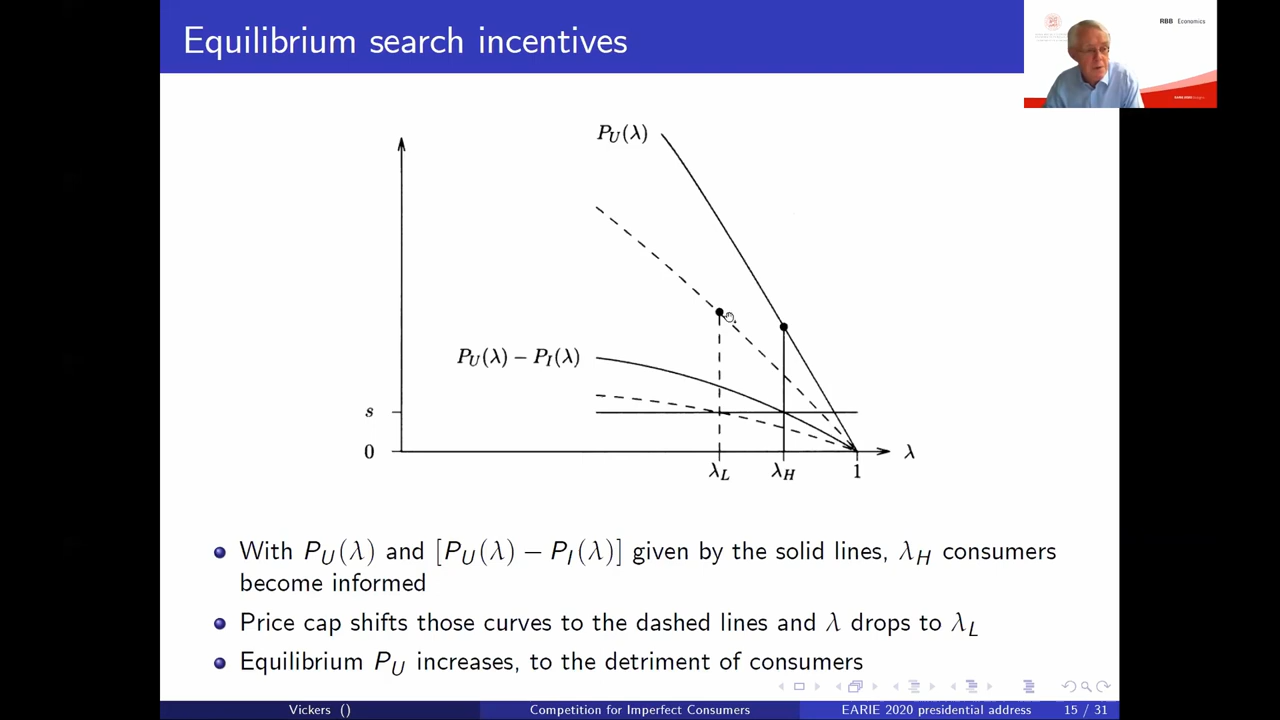 Equilibrium search incentives
RBB Economics
P_U(λ)
P_U(λ) − P_I(λ)
s
0
λ
λ_L
λ_H
1
With P_U(λ) and [P_U(λ) − P_I(λ)] given by the solid lines, λ_H consumers
become informed
Price cap shifts those curves to the dashed lines and λ drops to λ_L
Equilibrium P_U increases, to the detriment of consumers
Vickers ()
Competition for Imperfect Consumers
EARIE 2020 presidential address
15 / 31